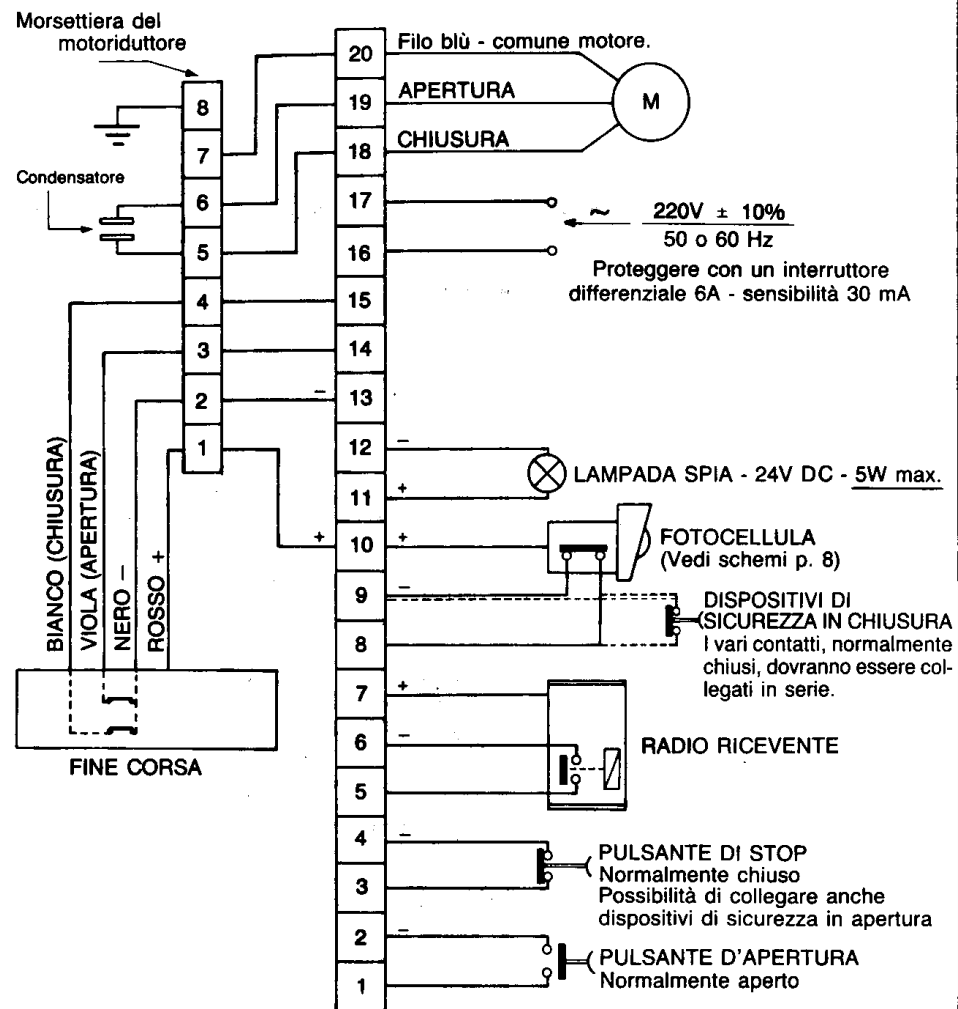 Morsettiera del
motoriduttore
8
7
6
5
4
3
2
1
Condensatore
BIANCO (CHIUSURA)
VIOLA (APERTURA)
NERO –
ROSSO +
FINE CORSA
20
19
18
17
16
15
14
– 13
12
11
+ 10
9
8
7
6
5
4
3
2
1
Filo blù - comune motore.
APERTURA
CHIUSURA
M
~ 220V ± 10%
50 o 60 Hz
Proteggere con un interruttore
differenziale 6A - sensibilità 30 mA
–
+
LAMPADA SPIA - 24V DC - 5W max.
+
–
FOTOCELLULA
(Vedi schemi p. 8)
DISPOSITIVI DI
SICUREZZA IN CHIUSURA
I vari contatti, normalmente
chiusi, dovranno essere col-
legati in serie.
+
–
RADIO RICEVENTE
–
PULSANTE DI STOP
Normalmente chiuso
Possibilità di collegare anche
dispositivi di sicurezza in apertura
–
PULSANTE D'APERTURA
Normalmente aperto